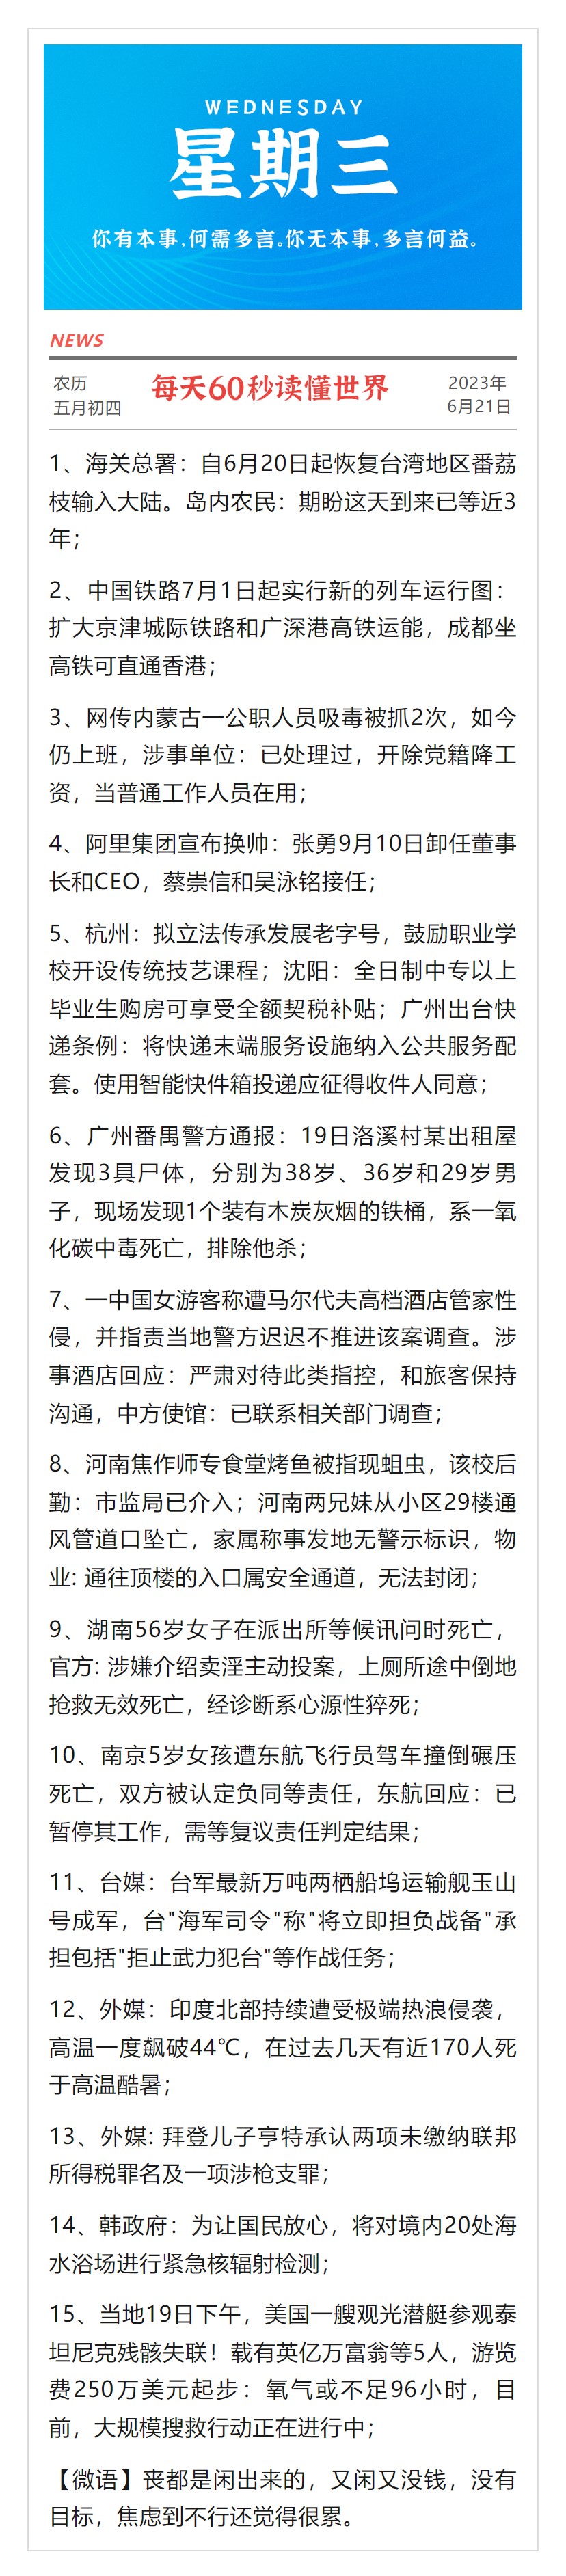 WEDNESDAY
星期三
你有本事,何需多言。你无本事,多言何益。
NEWS
农历
五月初四
每天60秒读懂世界
2023年
6月21日
1、海关总署：自6月20日起恢复台湾地区番荔
枝输入大陆。岛内农民：期盼这天到来已等近3
年；
2、中国铁路7月1日起实行新的列车运行图：
扩大京津城际铁路和广深港高铁运能，成都坐
高铁可直通香港；
3、网传内蒙古一公职人员吸毒被抓2次，如今
仍上班，涉事单位：已处理过，开除党籍降工
资，当普通工作人员在用；
4、阿里集团宣布换帅：张勇9月10日卸任董事
长和CEO，蔡崇信和吴泳铭接任；
5、杭州：拟立法传承发展老字号，鼓励职业学
校开设传统技艺课程；沈阳：全日制中专以上
毕业生购房可享受全额契税补贴；广州出台快
递条例：将快递末端服务设施纳入公共服务配
套。使用智能快件箱投递应征得收件人同意；
6、广州番禺警方通报：19日洛溪村某出租屋
发现3具尸体，分别为38岁、36岁和29岁男
子，现场发现1个装有木炭灰烟的铁桶，系一氧
化碳中毒死亡，排除他杀；
7、一中国女游客称遭马尔代夫高档酒店管家性
侵，并指责当地警方迟迟不推进该案调查。涉
事酒店回应：严肃对待此类指控，和旅客保持
沟通，中方使馆：已联系相关部门调查；
8、河南焦作师专食堂烤鱼被指现蛆虫，该校后
勤：市监局已介入；河南两兄妹从小区29楼通
风管道口坠亡，家属称事发地无警示标识，物
业: 通往顶楼的入口属安全通道，无法封闭；
9、湖南56岁女子在派出所等候讯问时死亡，
官方: 涉嫌介绍卖淫主动投案，上厕所途中倒地
抢救无效死亡，经诊断系心源性猝死；
10、南京5岁女孩遭东航飞行员驾车撞倒碾压
死亡，双方被认定负同等责任，东航回应：已
暂停其工作，需等复议责任判定结果；
11、台媒：台军最新万吨两栖船坞运输舰玉山
号成军，台"海军司令"称"将立即担负战备"承
担包括"拒止武力犯台"等作战任务；
12、外媒：印度北部持续遭受极端热浪侵袭，
高温一度飙破44℃，在过去几天有近170人死
于高温酷暑；
13、外媒: 拜登儿子亨特承认两项未缴纳联邦
所得税罪名及一项涉枪支罪；
14、韩政府：为让国民放心，将对境内20处海
水浴场进行紧急核辐射检测；
15、当地19日下午，美国一艘观光潜艇参观泰
坦尼克残骸失联！载有英亿万富翁等5人，游览
费250万美元起步：氧气或不足96小时，目
前，大规模搜救行动正在进行中；
【微语】丧都是闲出来的，又闲又没钱，没有
目标，焦虑到不行还觉得很累。